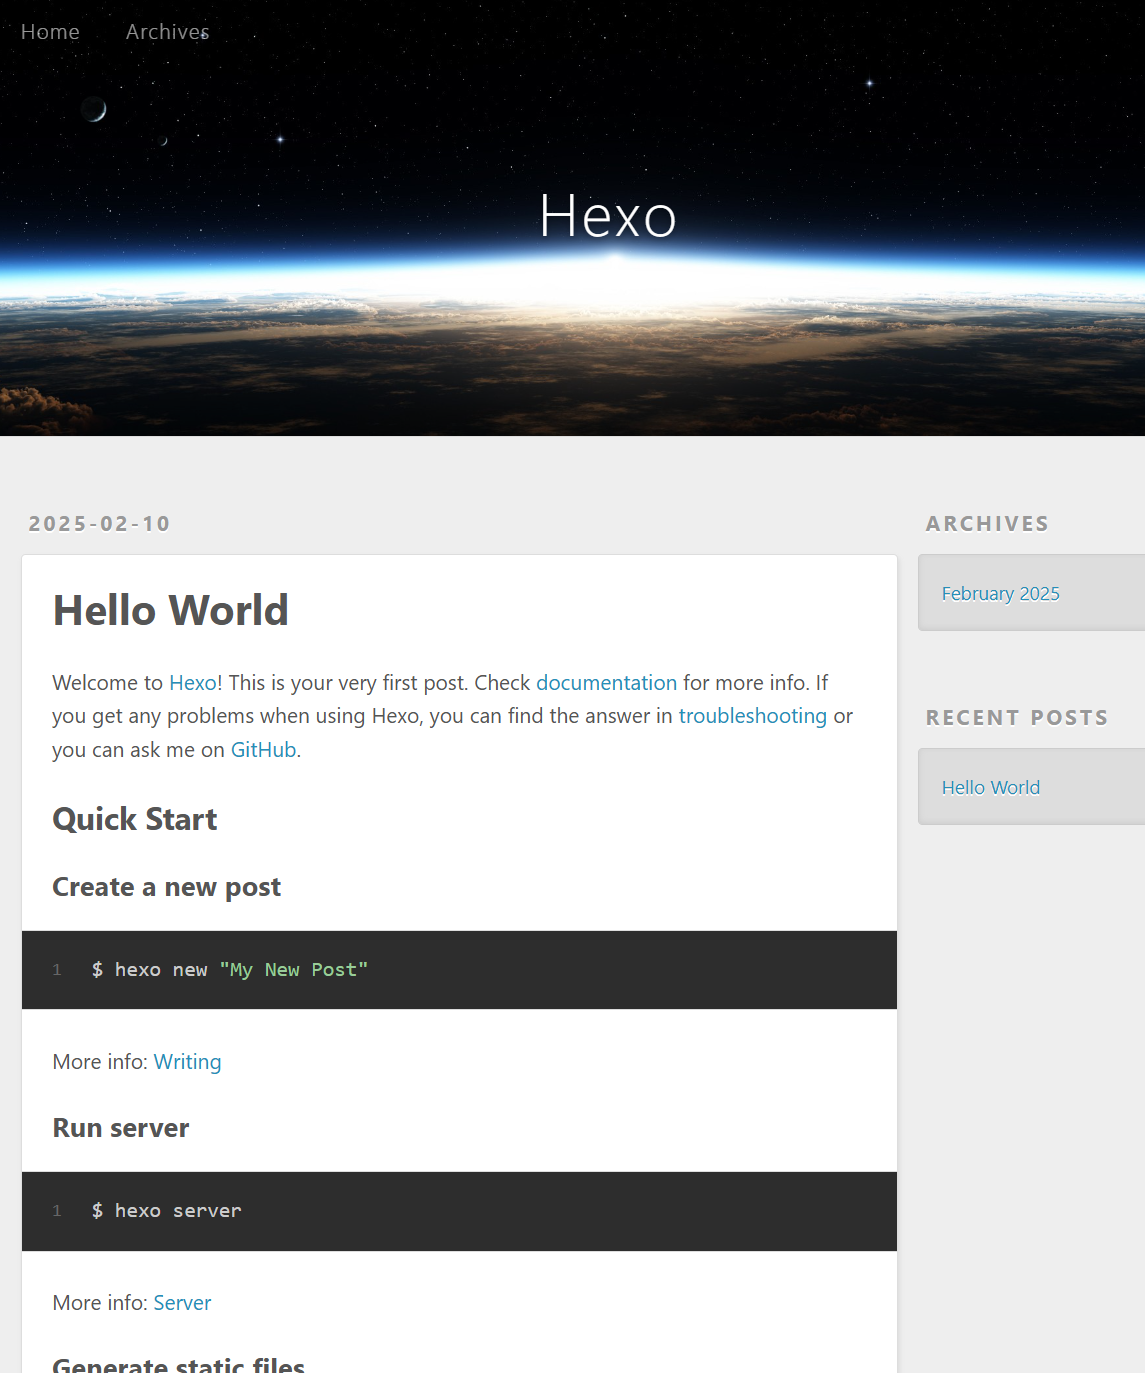 Home Archives
Hexo
2025-02-10
Hello World
Welcome to Hexo! This is your very first post. Check documentation for more info. If
you get any problems when using Hexo, you can find the answer in troubleshooting or
you can ask me on GitHub.
Quick Start
Create a new post
1 $ hexo new "My New Post"
More info: Writing
Run server
1 $ hexo server
More info: Server
Generate static files
ARCHIVES
February 2025
RECENT POSTS
Hello World